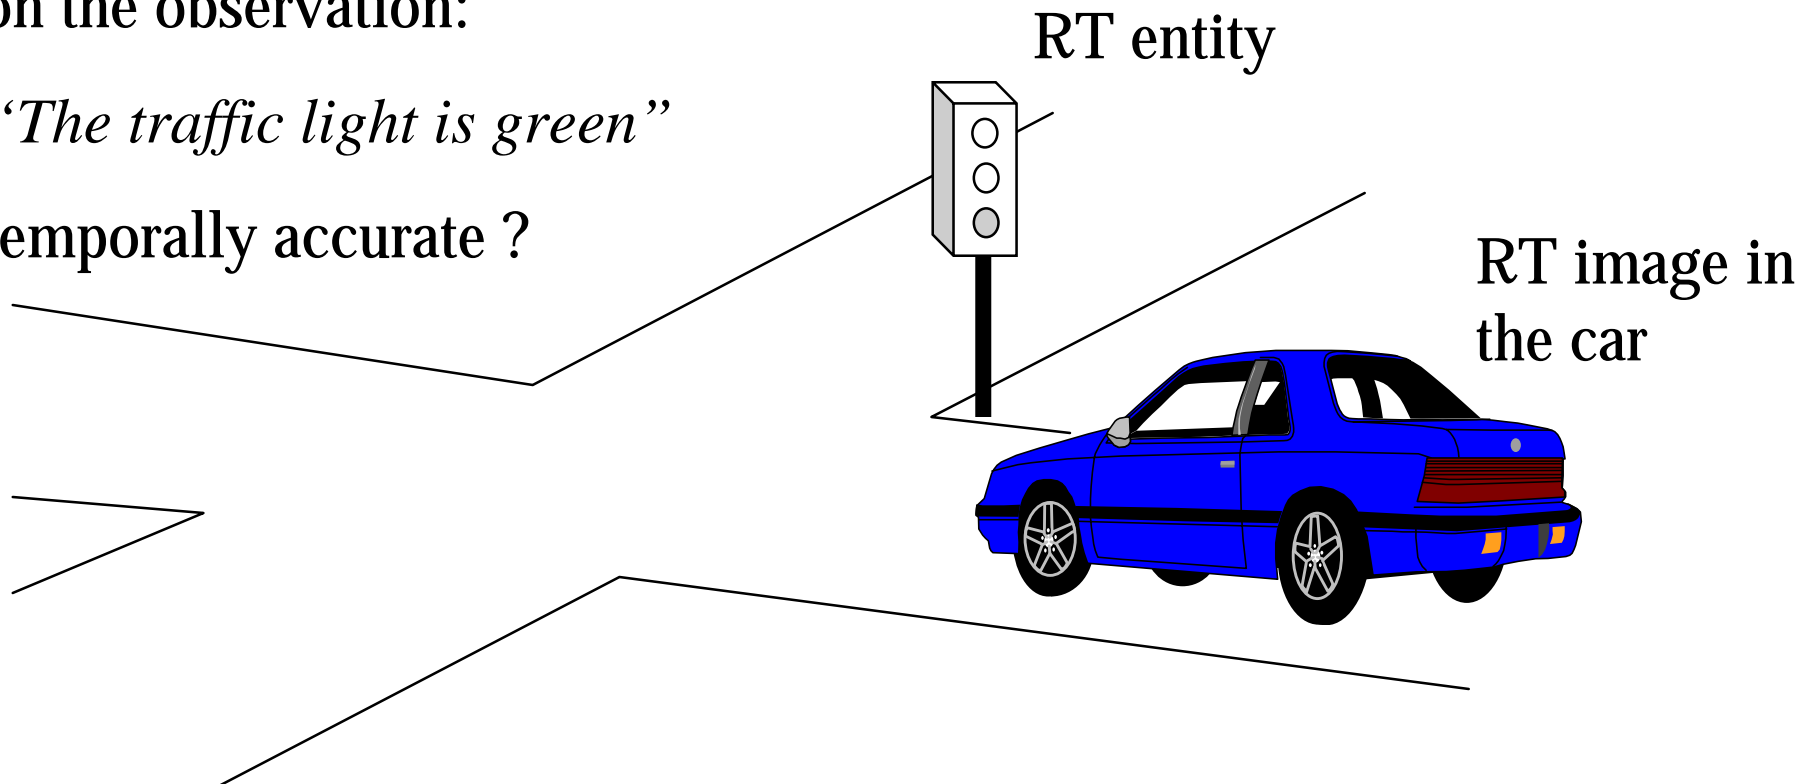 on the observation:
RT entity
‘The traffic light is green”
emporally accurate ?
RT image in
the car